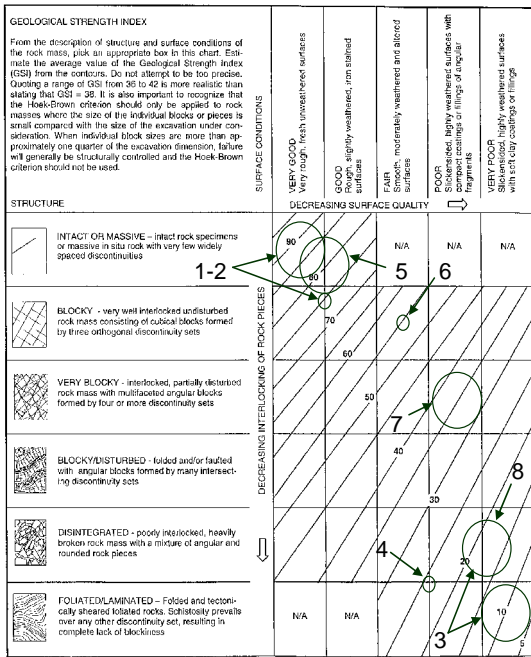 GEOLOGICAL STRENGTH INDEX
From the description of structure and surface conditions of
the rock mass, pick an appropriate box in this chart. Esti-
mate the average value of the Geological Strength Index
(GSI) from the contours. Do not attempt to be too precise.
Quoting a range of GSI from 36 to 42 is more realistic than
stating that GSI = 38. It is also important to recognize that
the Hoek-Brown criterion should only be applied to rock
masses where the size of the individual blocks or pieces is
small compared with the size of the excavation under con-
sideration. When individual block sizes are more than ap-
proximately one quarter of the excavation dimension, failure
will generally be structurally controlled and the Hoek-Brown
criterion should not be used.
SURFACE CONDITIONS
VERY GOOD
Very rough, fresh unweathered surfaces
GOOD
Rough, slightly weathered, iron stained
surfaces
FAIR
Smooth, moderately weathered and altered
surfaces
POOR
Slickensided, highly weathered surfaces with
compact coatings or fillings of angular
fragments
VERY POOR
Slickensided, highly weathered surfaces
with soft clay coatings or fillings
STRUCTURE
DECREASING SURFACE QUALITY
DECREASING INTERLOCKING OF ROCK PIECES
INTACT OR MASSIVE – intact rock specimens
or massive in situ rock with very few widely
spaced discontinuities
90
80
N/A
N/A
N/A
1-2
5
6
BLOCKY - very well interlocked undisturbed
rock mass consisting of cubical blocks formed
by three orthogonal discontinuity sets
70
60
VERY BLOCKY - interlocked, partially disturbed
rock mass with multifaceted angular blocks
formed by four or more discontinuity sets
50
7
BLOCKY/DISTURBED - folded and/or faulted
with angular blocks formed by many intersect-
ing discontinuity sets
40
30
8
DISINTEGRATED - poorly interlocked, heavily
broken rock mass with a mixture of angular and
rounded rock pieces
20
4
FOLIATED/LAMINATED – Folded and tectoni-
cally sheared foliated rocks. Schistosity prevails
over any other discontinuity set, resulting in
complete lack of blockiness
N/A
N/A
10
3
5